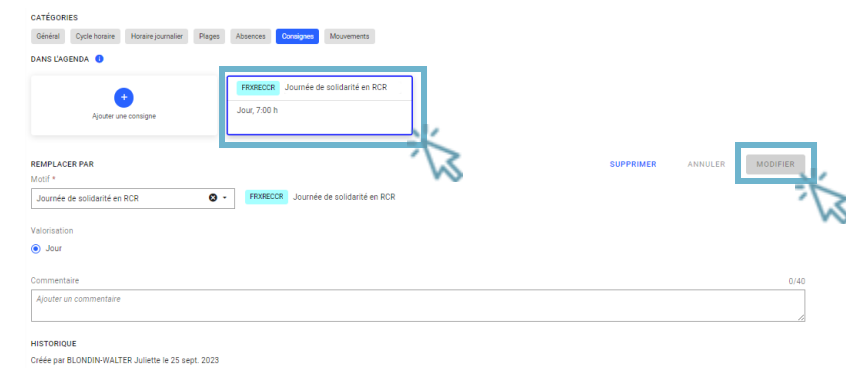 CATÉGORIES
Général Cycle horaire Horaire journalier Plages Absences Consignes Mouvements
DANS L'AGENDA i
+
Ajouter une consigne
FRXRECCR Journée de solidarité en RCR
Jour, 7:00 h
REMPLACER PAR
SUPPRIMER ANNULER MODIFIER
Motif *
Journée de solidarité en RCR FRXRECCR Journée de solidarité en RCR
Valorisation
Jour
Commentaire 0/40
Ajouter un commentaire
HISTORIQUE
Créée par BLONDIN-WALTER Juliette le 25 sept. 2023